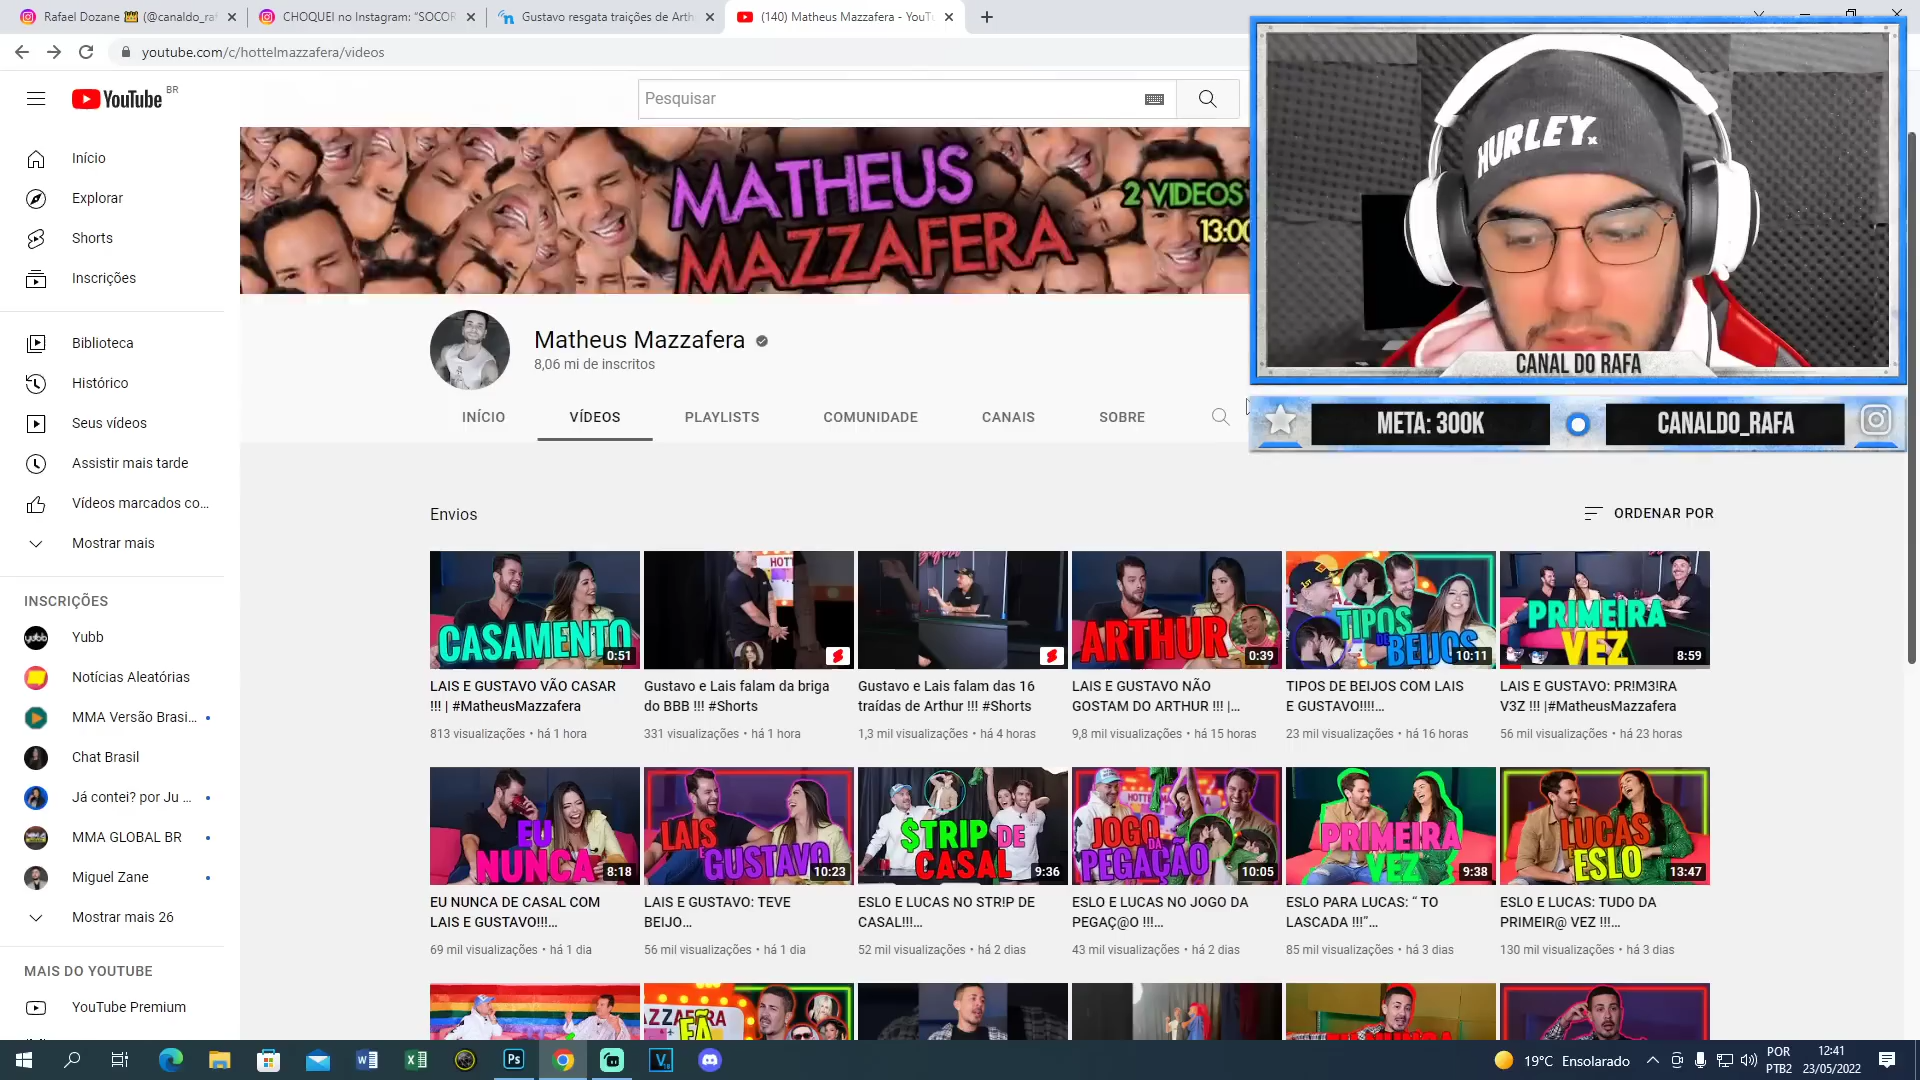 Rafael Dozane 👑 (@canaldo_raf
CHOQUEI no Instagram: "SOCOR
Gustavo resgata traições de Arth
(140) Matheus Mazzafera - YouTu
youtube.com/c/hottelmazzafera/videos
YouTube BR
Pesquisar
Início
Explorar
Shorts
Inscrições
Biblioteca
Histórico
Seus vídeos
Assistir mais tarde
Vídeos marcados co...
Mostrar mais
INSCRIÇÕES
Yubb
Notícias Aleatórias
MMA Versão Brasi...
Chat Brasil
Já contei? por Ju ...
MMA GLOBAL BR
Miguel Zane
Mostrar mais 26
MAIS DO YOUTUBE
YouTube Premium
MATHEUS
MAZZAFERA
2 VIDEOS
13:00
HURLEY
CANAL DO RAFA
META: 300K
CANALDO_RAFA
Matheus Mazzafera
8,06 mi de inscritos
INÍCIO
VÍDEOS
PLAYLISTS
COMUNIDADE
CANAIS
SOBRE
Envios
ORDENAR POR
CASAMENTO
0:51
LAIS E GUSTAVO VÃO CASAR
!!! | #MatheusMazzafera
813 visualizações • há 1 hora
Gustavo e Lais falam da briga
do BBB !!! #Shorts
331 visualizações • há 1 hora
Gustavo e Lais falam das 16
traídas de Arthur !!! #Shorts
1,3 mil visualizações • há 4 horas
ARTHUR
0:39
LAIS E GUSTAVO NÃO
GOSTAM DO ARTHUR !!! |...
9,8 mil visualizações • há 15 horas
TIPOS
DE BEIJOS
10:11
TIPOS DE BEIJOS COM LAIS
E GUSTAVO!!!!...
23 mil visualizações • há 16 horas
PRIMEIRA
VEZ
8:59
LAIS E GUSTAVO: PR!M3!RA
V3Z !!! |#MatheusMazzafera
56 mil visualizações • há 23 horas
EU
NUNCA
8:18
EU NUNCA DE CASAL COM
LAIS E GUSTAVO!!!...
69 mil visualizações • há 1 dia
LAIS
E GUSTAVO
10:23
LAIS E GUSTAVO: TEVE
BEIJO...
56 mil visualizações • há 1 dia
$TRIP DE
CASAL
9:36
ESLO E LUCAS NO STR!P DE
CASAL!!!...
52 mil visualizações • há 2 dias
JOGO
DA
PEGAÇÃO
10:05
ESLO E LUCAS NO JOGO DA
PEGAÇ@O !!!...
43 mil visualizações • há 2 dias
PRIMEIRA
VEZ
9:38
ESLO PARA LUCAS: “ TO
LASCADA !!!”...
85 mil visualizações • há 3 dias
LUCAS
E
ESLO
13:47
ESLO E LUCAS: TUDO DA
PRIMEIR@ VEZ !!!...
130 mil visualizações • há 3 dias
FÃ
19°C Ensolarado
POR
PTB2
12:41
23/05/2022